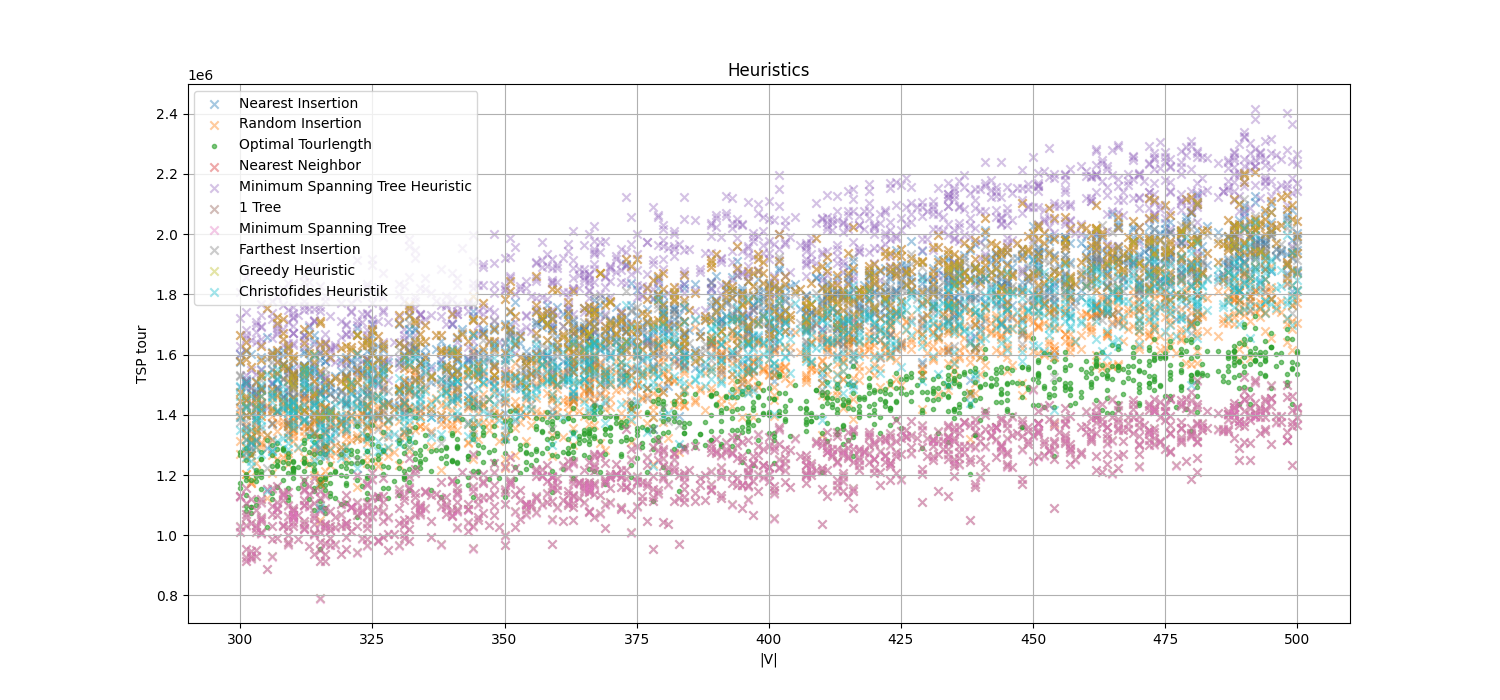 Heuristics
1e6
Nearest Insertion
Random Insertion
Optimal Tourlength
Nearest Neighbor
Minimum Spanning Tree Heuristic
1 Tree
Minimum Spanning Tree
Farthest Insertion
Greedy Heuristic
Christofides Heuristik
2.4
2.2
2.0
1.8
1.6
1.4
1.2
1.0
0.8
TSP tour
300 325 350 375 400 425 450 475 500
|V|